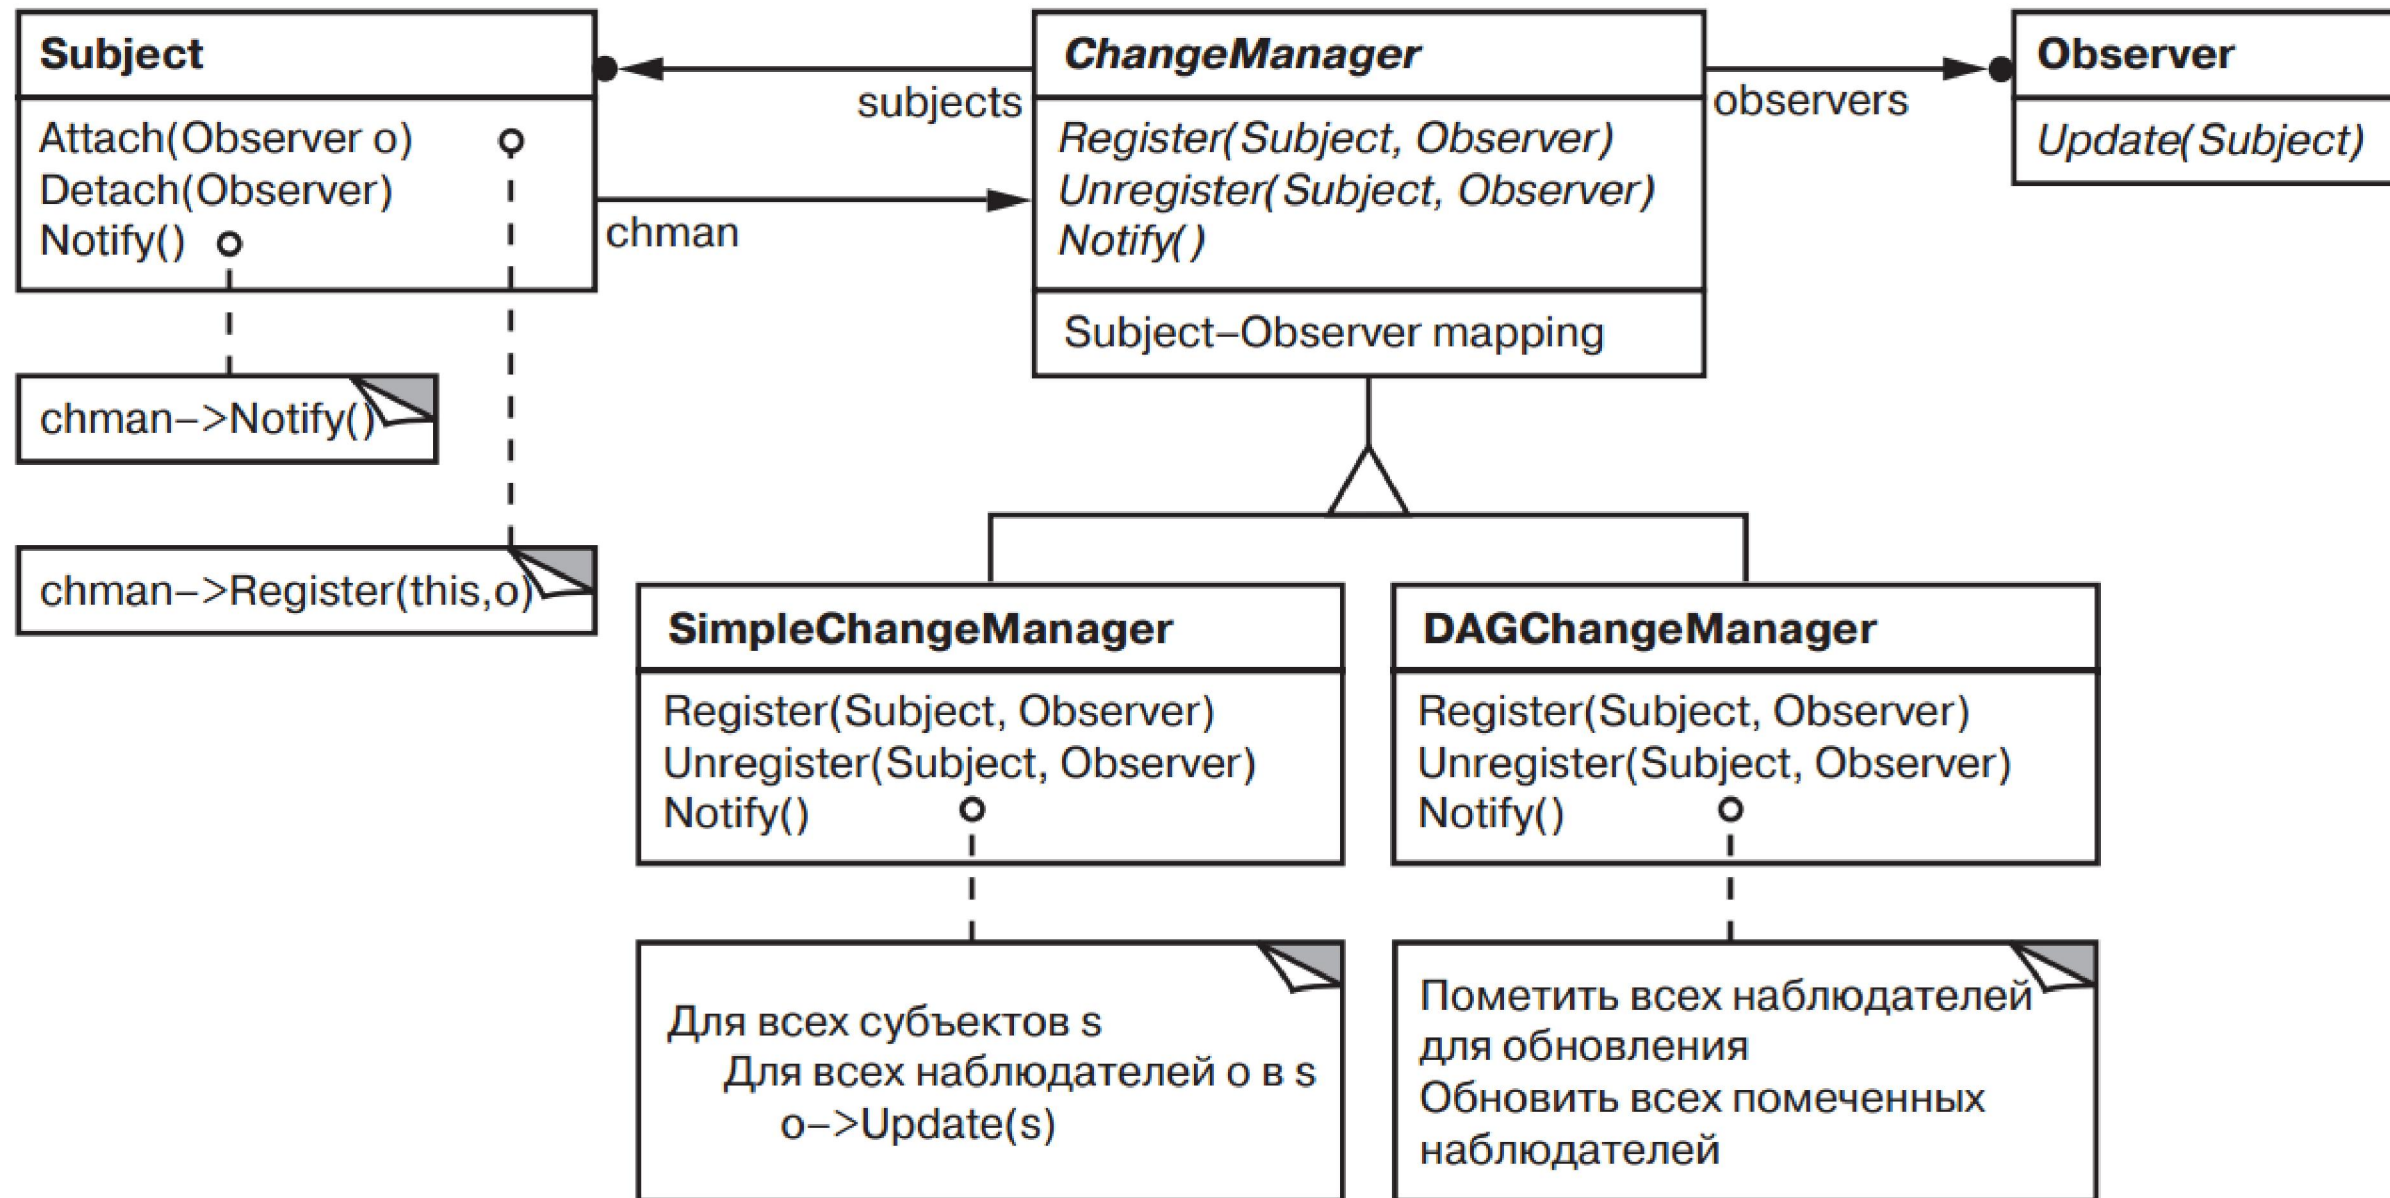 Subject
Attach(Observer o)
Detach(Observer)
Notify()
chman–>Notify()
chman–>Register(this,o)
subjects
chman
ChangeManager
Register(Subject, Observer)
Unregister(Subject, Observer)
Notify()
Subject–Observer mapping
observers
Observer
Update(Subject)
SimpleChangeManager
Register(Subject, Observer)
Unregister(Subject, Observer)
Notify()
Для всех субъектов s
Для всех наблюдателей o в s
o–>Update(s)
DAGChangeManager
Register(Subject, Observer)
Unregister(Subject, Observer)
Notify()
Пометить всех наблюдателей
для обновления
Обновить всех помеченных
наблюдателей